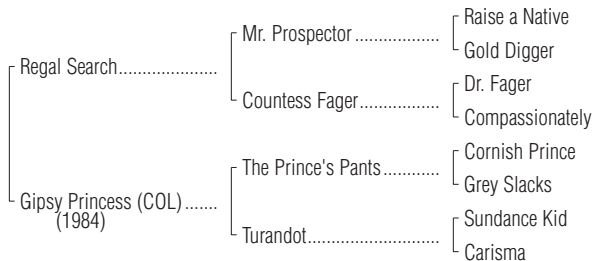 Raise a Native
Mr. Prospector ..................
Gold Digger
Regal Search.....................
Dr. Fager
Countess Fager.................
Compassionately
Cornish Prince
The Prince's Pants ............
Grey Slacks
Gipsy Princess (COL) .......
(1984)
Sundance Kid
Turandot............................
Carisma